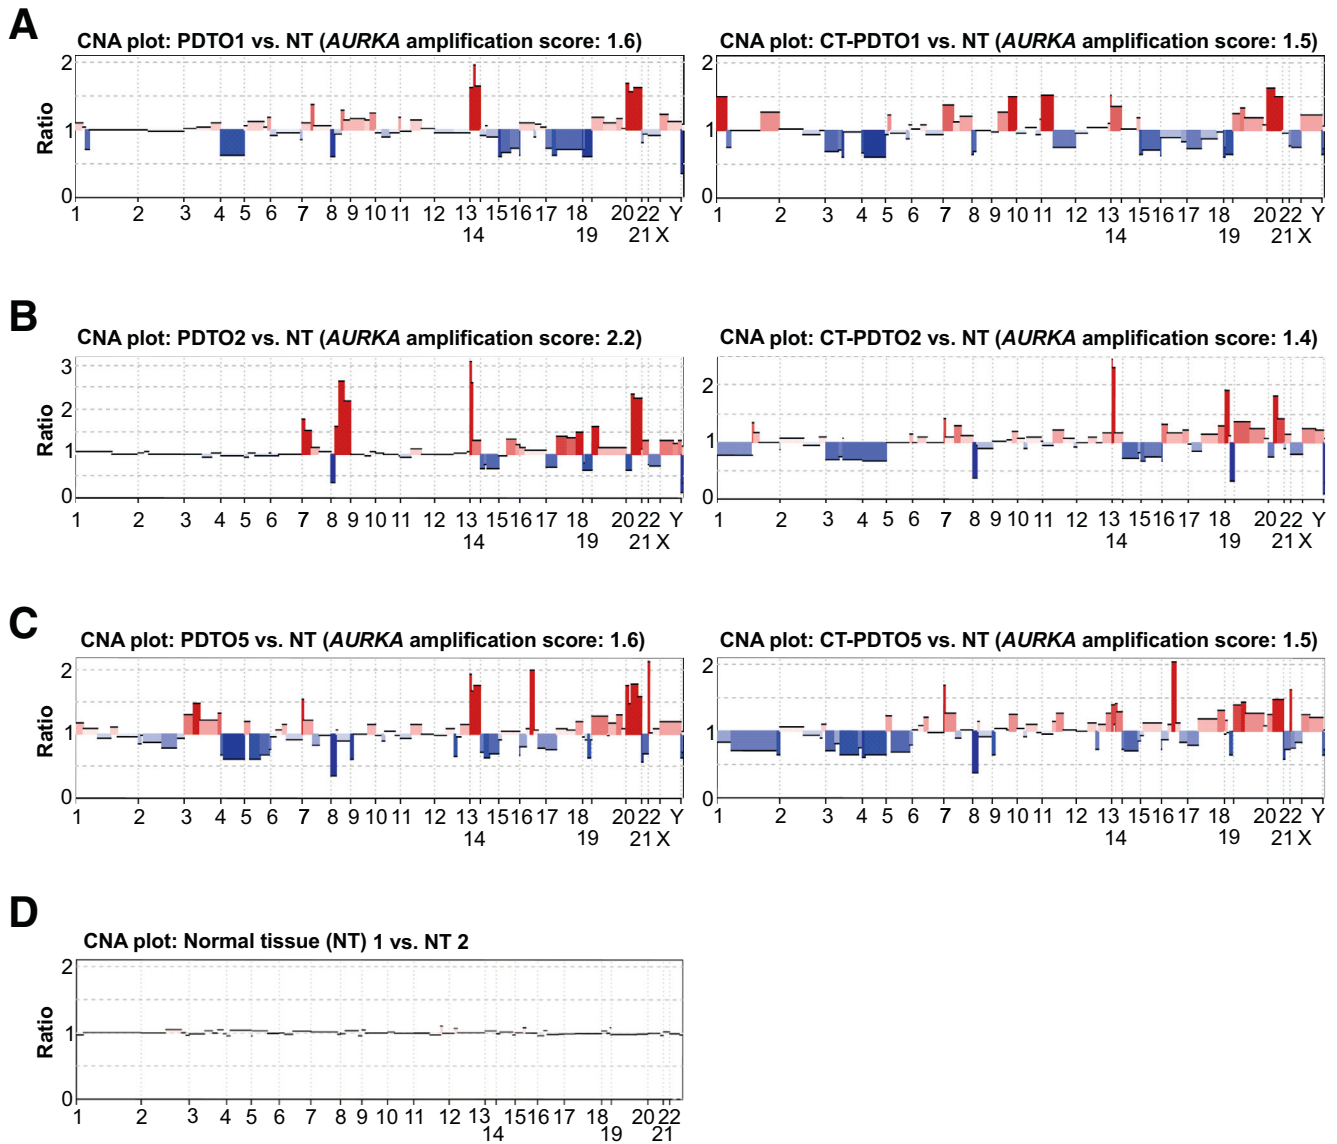 A
CNA plot: PDTO1 vs. NT (AURKA amplification score: 1.6)
CNA plot: CT-PDTO1 vs. NT (AURKA amplification score: 1.5)
Ratio
2
1
0
1 2 3 4 5 6 7 8 9 10 11 12 13 15 16 17 18 20 22 Y
14 19 21 X
2
1
0
1 2 3 4 5 6 7 8 9 10 11 12 13 15 16 17 18 20 22 Y
14 19 21 X
B
CNA plot: PDTO2 vs. NT (AURKA amplification score: 2.2)
CNA plot: CT-PDTO2 vs. NT (AURKA amplification score: 1.4)
Ratio
3
2
1
0
1 2 3 4 5 6 7 8 9 10 11 12 13 15 16 17 18 20 22 Y
14 19 21 X
2
1
0
1 2 3 4 5 6 7 8 9 10 11 12 13 15 16 17 18 20 22 Y
14 19 21 X
C
CNA plot: PDTO5 vs. NT (AURKA amplification score: 1.6)
CNA plot: CT-PDTO5 vs. NT (AURKA amplification score: 1.5)
Ratio
2
1
0
1 2 3 4 5 6 7 8 9 10 11 12 13 15 16 17 18 20 22 Y
14 19 21 X
2
1
0
1 2 3 4 5 6 7 8 9 10 11 12 13 15 16 17 18 20 22 Y
14 19 21 X
D
CNA plot: Normal tissue (NT) 1 vs. NT 2
Ratio
2
1
0
1 2 3 4 5 6 7 8 9 10 11 12 13 15 16 17 18 20 22
14 19 21